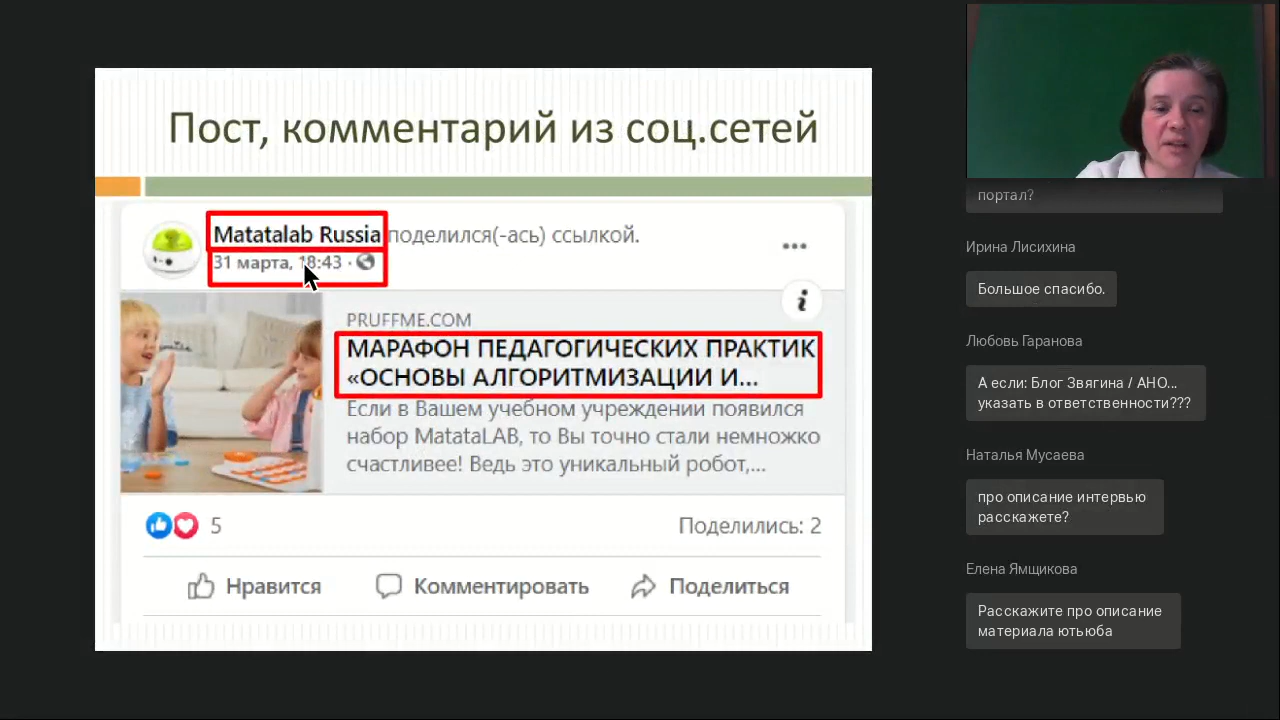 Пост, комментарий из соц.сетей
Matatalab Russia поделился(-ась) ссылкой.
31 марта, 18:43 ·
PRUFFME.COM
МАРАФОН ПЕДАГОГИЧЕСКИХ ПРАКТИК
«ОСНОВЫ АЛГОРИТМИЗАЦИИ И...
Если в Вашем учебном учреждении появился
набор MatataLAB, то Вы точно стали немножко
счастливее! Ведь это уникальный робот,...
5
Поделились: 2
Нравится
Комментировать
Поделиться
портал?
Ирина Лисихина
Большое спасибо.
Любовь Гаранова
А если: Блог Звягина / АНО...
указать в ответственности???
Наталья Мусаева
про описание интервью
расскажете?
Елена Ямщикова
Расскажите про описание
материала ютьюба